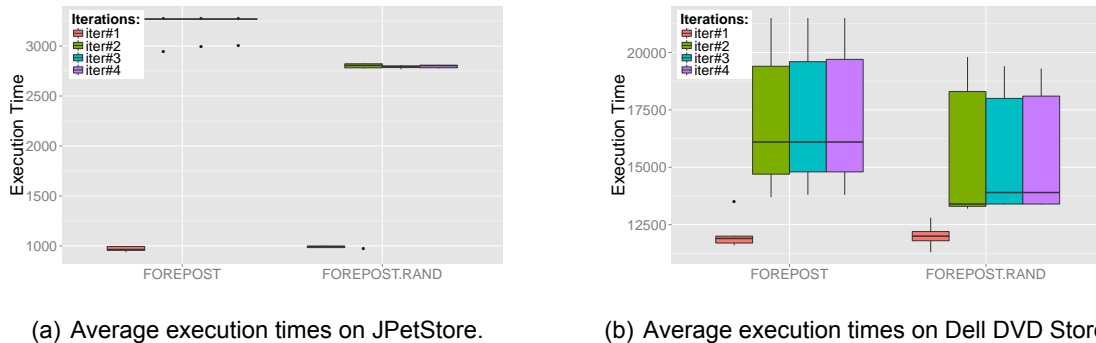 Iterations:
iter#1
iter#2
iter#3
iter#4
3000
2500
2000
1500
1000
Execution Time
FOREPOST
FOREPOST.RAND
(a) Average execution times on JPetStore.
Iterations:
iter#1
iter#2
iter#3
iter#4
20000
17500
15000
12500
Execution Time
FOREPOST
FOREPOST.RAND
(b) Average execution times on Dell DVD Store